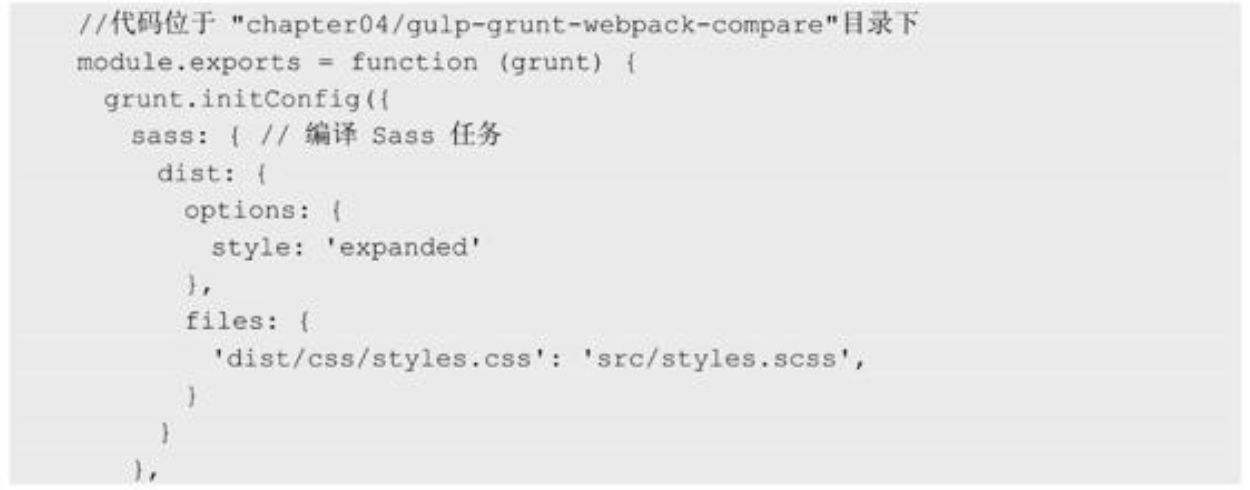 //代码位于 "chapter04/gulp-grunt-webpack-compare"目录下
module.exports = function (grunt) {
  grunt.initConfig({
    sass: { // 编译 Sass 任务
      dist: {
        options: {
          style: 'expanded'
        },
        files: {
          'dist/css/styles.css': 'src/styles.scss',
        }
      }
    },